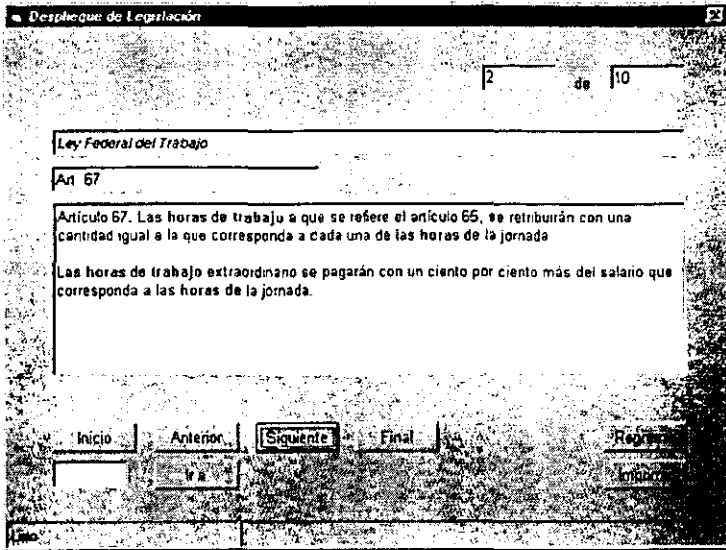 Despliegue de Legislación
2 de 10
Ley Federal del Trabajo
Art 67
Artículo 67. Las horas de trabajo a que se refiere el artículo 65, se retribuirán con una
cantidad igual a la que corresponda a cada una de las horas de la jornada
Las horas de trabajo extraordinario se pagarán con un ciento por ciento más del salario que
corresponda a las horas de la jornada.
Inicio Anterior Siguiente Final
Ir a